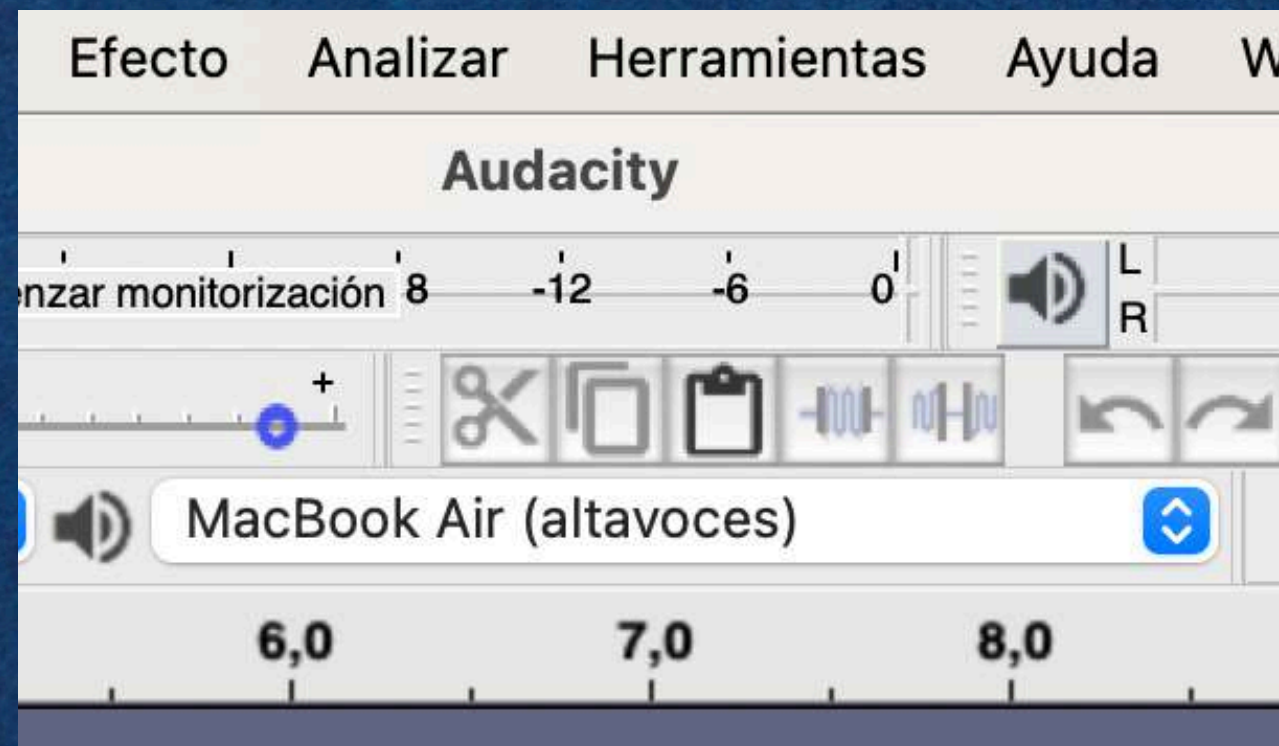 Efecto Analizar Herramientas Ayuda
Audacity
monitorización 8 -12 -6 0 L
R
+
MacBook Air (altavoces)
6,0 7,0 8,0